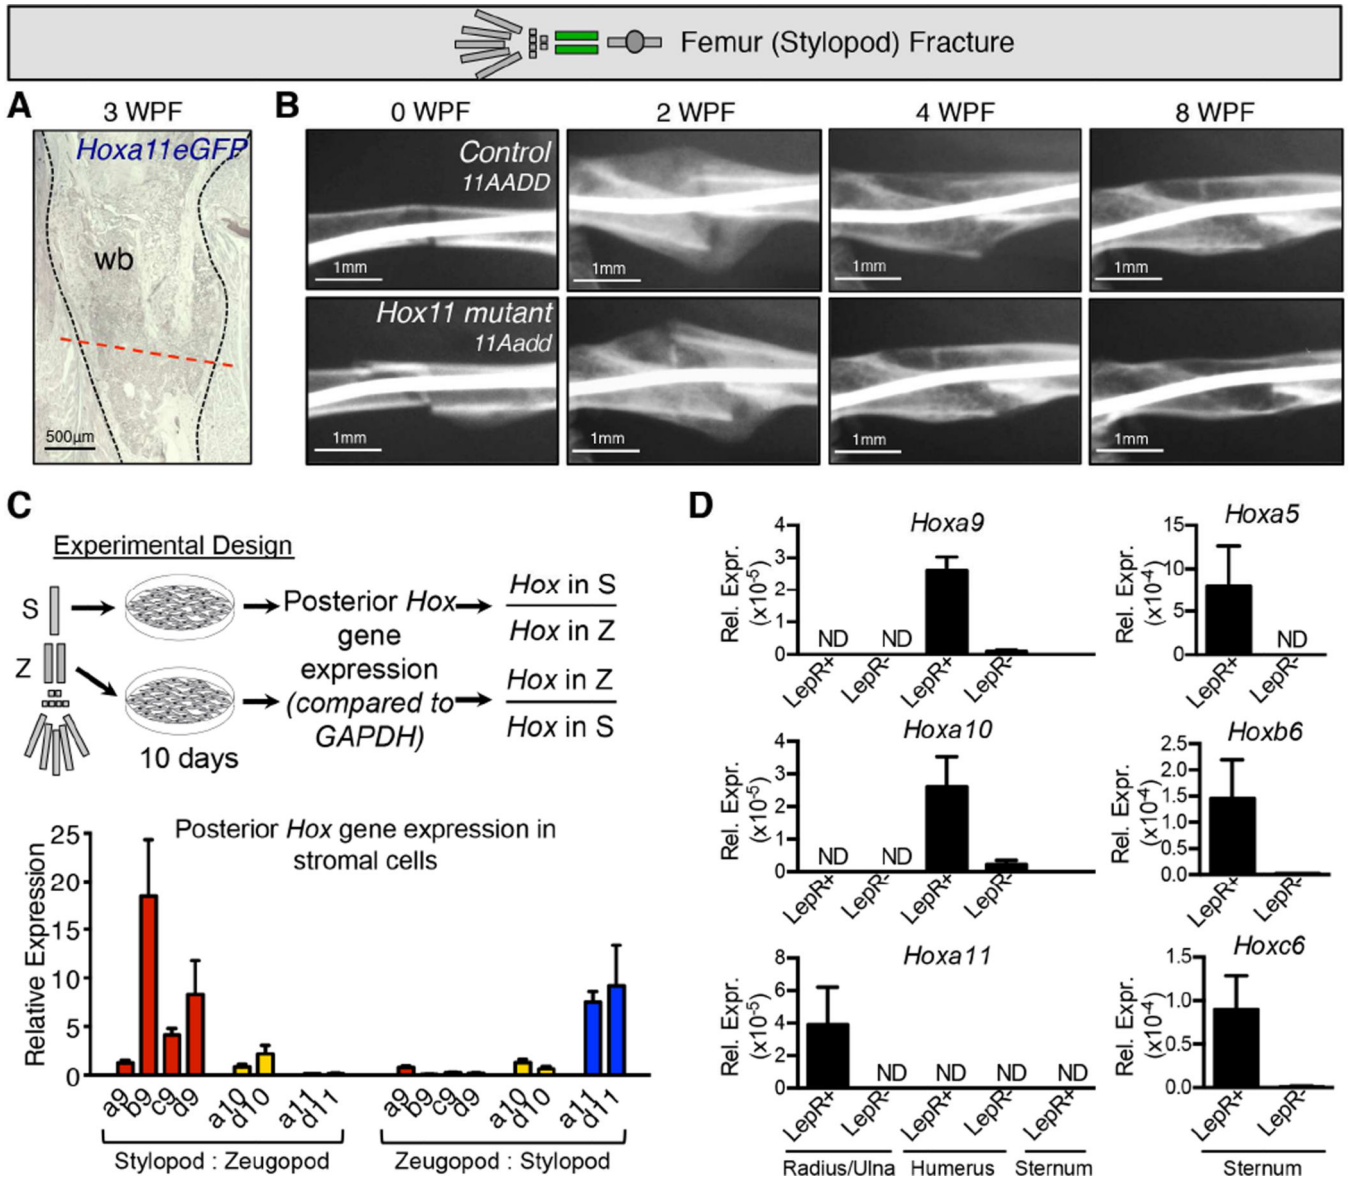 Femur (Stylopod) Fracture
A
3 WPF
Hoxa11eGFP
wb
500µm
B
0 WPF
2 WPF
4 WPF
8 WPF
Control
11AADD
1mm
1mm
1mm
1mm
Hox11 mutant
11Aadd
1mm
1mm
1mm
1mm
C
Experimental Design
S
Z
10 days
Posterior Hox
gene
expression
(compared to
GAPDH)
Hox in S
Hox in Z
Hox in Z
Hox in S
Posterior Hox gene expression in
stromal cells
Relative Expression
25
20
15
10
5
0
a9 b9 c9 d9 a10 d10 a11 d11 a9 b9 c9 d9 a10 d10 a11 d11
Stylopod : Zeugopod
Zeugopod : Stylopod
D
Hoxa9
Rel. Expr.
(x10-5)
4
3
2
1
0
ND ND
LepR+ LepR- LepR+ LepR-
Hoxa5
Rel. Expr.
(x10-4)
15
10
5
0
ND
LepR+ LepR-
Hoxa10
Rel. Expr.
(x10-5)
4
3
2
1
0
ND ND
LepR+ LepR- LepR+ LepR-
Hoxb6
Rel. Expr.
(x10-4)
2.5
2.0
1.5
1.0
0.5
0.0
LepR+ LepR-
Hoxa11
Rel. Expr.
(x10-5)
8
6
4
2
0
ND ND ND ND
LepR+ LepR- LepR+ LepR- LepR+
Radius/Ulna Humerus Sternum
Hoxc6
Rel. Expr.
(x10-4)
1.5
1.0
0.5
0.0
LepR+ LepR-
Sternum